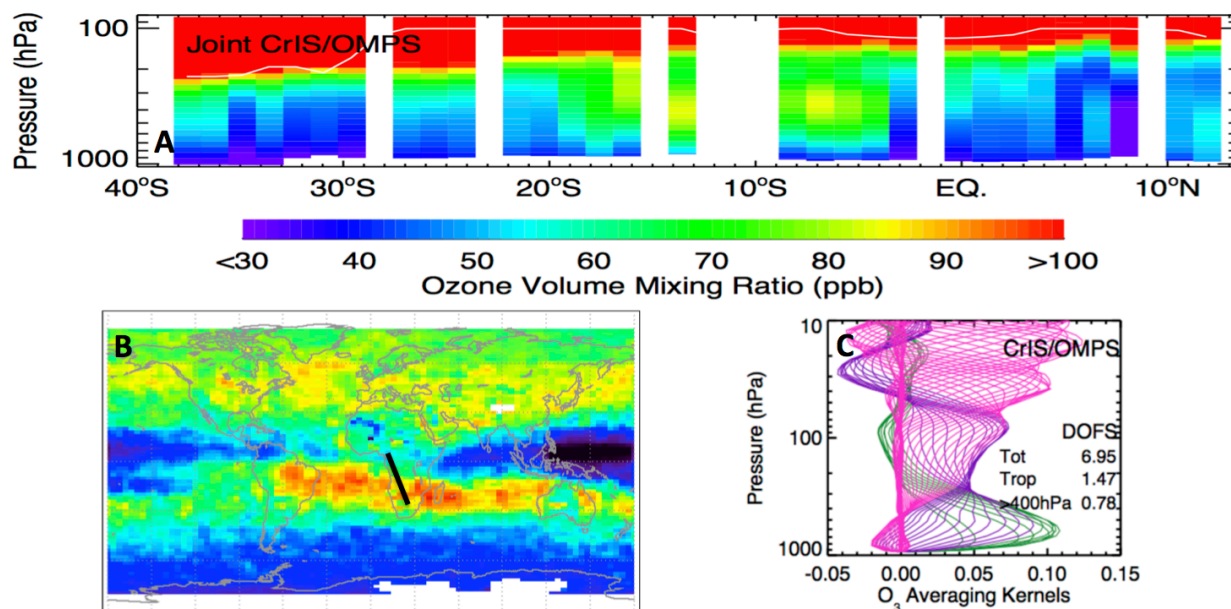 100
Joint CrIS/OMPS
Pressure (hPa)
A
1000
40°S 30°S 20°S 10°S EQ. 10°N
<30 40 50 60 70 80 90 >100
Ozone Volume Mixing Ratio (ppb)
B
10
C
CrIS/OMPS
Pressure (hPa)
100
DOFS
Tot 6.95
Trop 1.47
>400hPa 0.78
1000
-0.05 0.00 0.05 0.10 0.15
O3 Averaging Kernels